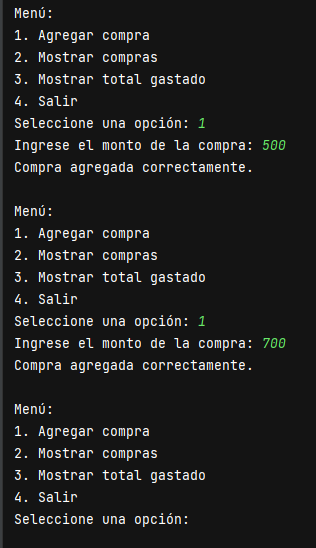 Menú:
1. Agregar compra
2. Mostrar compras
3. Mostrar total gastado
4. Salir
Seleccione una opción: 1
Ingrese el monto de la compra: 500
Compra agregada correctamente.
Menú:
1. Agregar compra
2. Mostrar compras
3. Mostrar total gastado
4. Salir
Seleccione una opción: 1
Ingrese el monto de la compra: 700
Compra agregada correctamente.
Menú:
1. Agregar compra
2. Mostrar compras
3. Mostrar total gastado
4. Salir
Seleccione una opción: